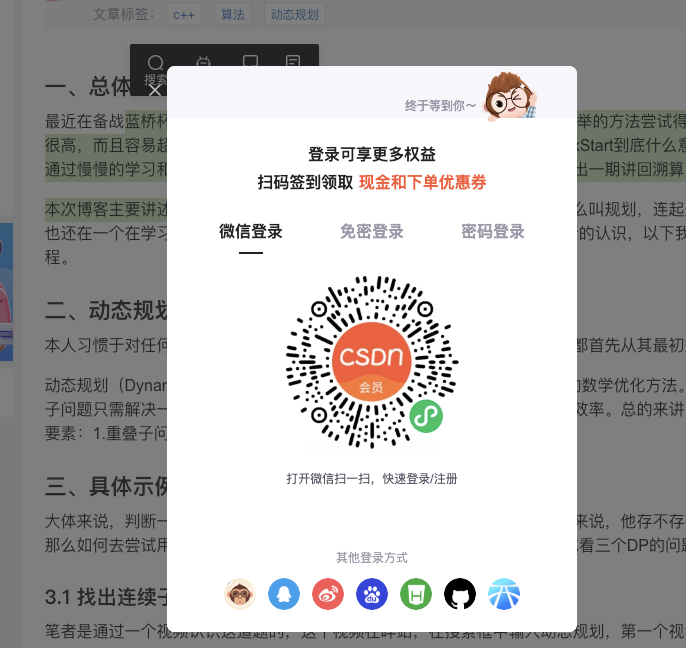 文章标签： c++ 算法 动态规划
搜索
一、总体
终于等到你~
最近在备战蓝桥杯
举的方法尝试得
登录可享更多权益
很高，而且容易超
Start到底什么意
扫码签到领取 现金和下单优惠券
通过慢慢的学习和
出一期讲回溯算
本次博客主要讲述
么叫规划，连起
微信登录 免密登录 密码登录
也还在一个在学习
的认识，以下我
程。
二、动态规划
本人习惯于对任何
都首先从其最初
CSDN
会员
动态规划（Dynam
数学优化方法。
子问题只需解决一
效率。总的来讲
要素：1.重叠子问
打开微信扫一扫，快速登录/注册
三、具体示例
大体来说，判断一
来说，他存不存
那么如何去尝试用
看三个DP的问题
其他登录方式
du
H
3.1 找出连续子
笔者是通过一个视频认识这道题的，这个视频在哔站，在搜索框中输入动态规划，第一个视